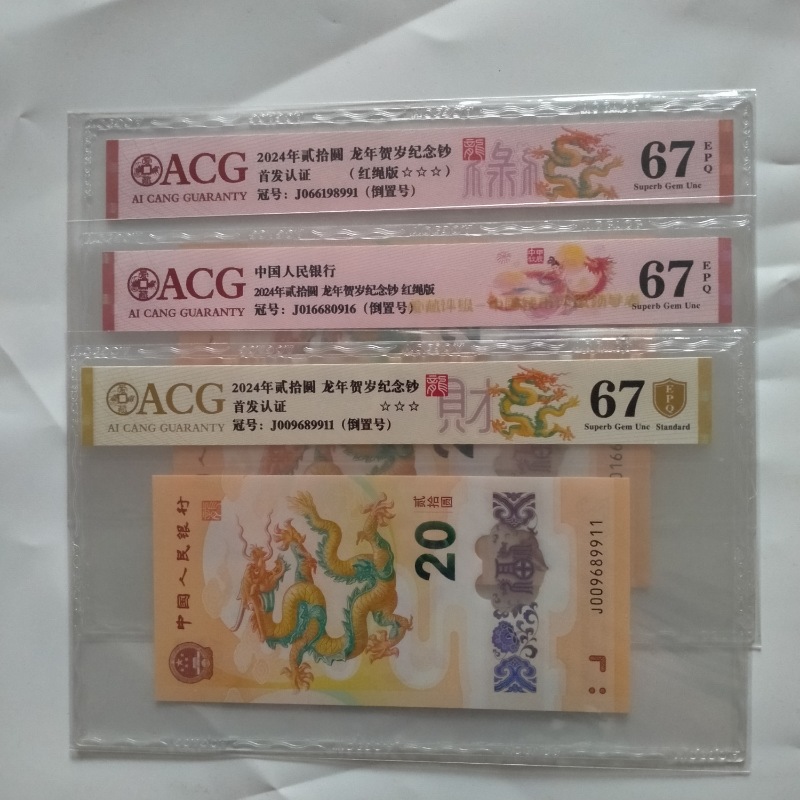 ACG
AI CANG GUARANTY
2024年贰拾圆 龙年贺岁纪念钞
首发认证 (红绳版☆☆☆)
冠号: J066198991 (倒置号)
龍
禄
67
EPQ
Superb Gem Unc
ACG
AI CANG GUARANTY
中国人民银行
2024年贰拾圆 龙年贺岁纪念钞 红绳版
冠号: J016680916 (倒置号)
67
EPQ
Superb Gem Unc
ACG
AI CANG GUARANTY
2024年贰拾圆 龙年贺岁纪念钞
首发认证 ☆☆☆
冠号: J009689911 (倒置号)
龍
財
67
EPQ
Superb Gem Unc Standard
中国人民银行
贰拾圆
20
福
J009689911